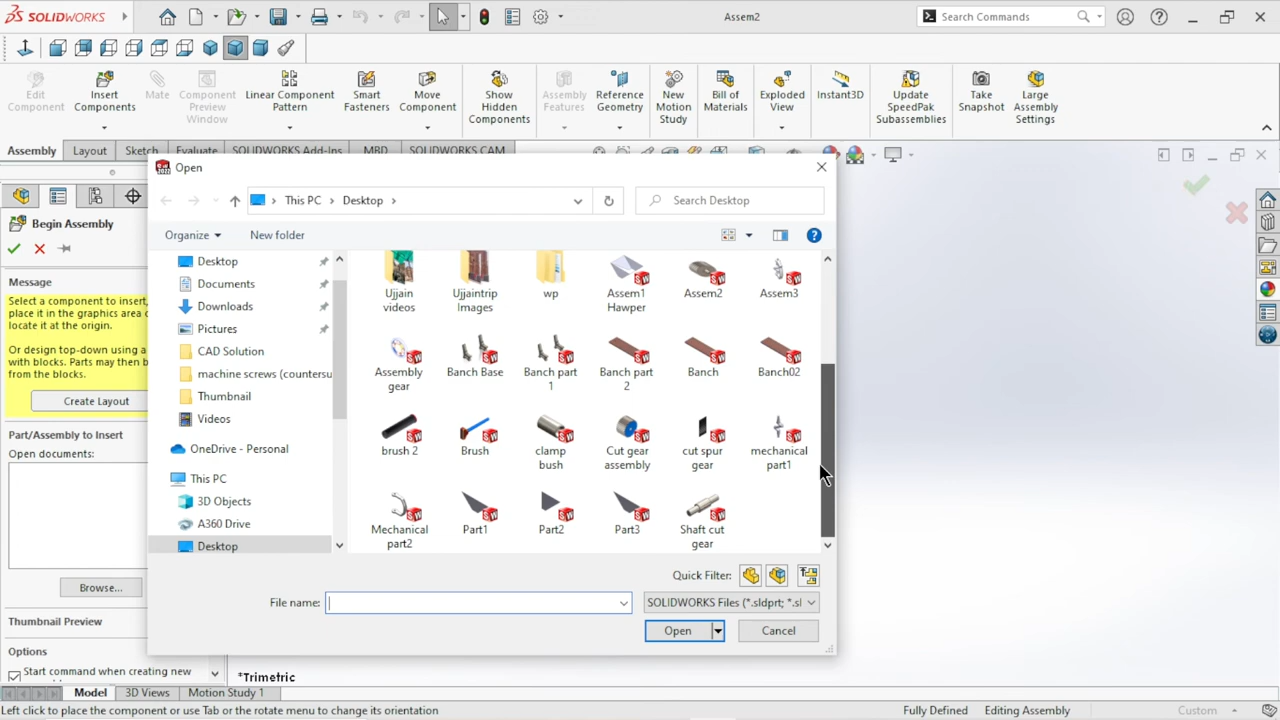 SOLIDWORKS
Assem2
Search Commands
Edit Component
Insert Components
Mate
Component Preview Window
Linear Component Pattern
Smart Fasteners
Move Component
Show Hidden Components
Assembly Features
Reference Geometry
New Motion Study
Bill of Materials
Exploded View
Instant3D
Update SpeedPak Subassemblies
Take Snapshot
Large Assembly Settings
Assembly
Layout
Sketch
Evaluate
SOLIDWORKS Add-Ins
MBD
SOLIDWORKS CAM
Begin Assembly
Message
Select a component to insert,
place it in the graphics area
locate it at the origin.
Or design top-down using a
with blocks. Parts may then b
from the blocks.
Create Layout
Part/Assembly to Insert
Open documents:
Browse...
Thumbnail Preview
Options
Start command when creating new
Open
This PC
Desktop
Search Desktop
Organize
New folder
Desktop
Documents
Downloads
Pictures
CAD Solution
machine screws (countersu
Thumbnail
Videos
OneDrive - Personal
This PC
3D Objects
A360 Drive
Desktop
Ujjain videos
Ujjaintrip Images
wp
Assem1 Hawper
Assem2
Assem3
Assembly gear
Banch Base
Banch part 1
Banch part 2
Banch
Banch02
brush 2
Brush
clamp bush
Cut gear assembly
cut spur gear
mechanical part1
Mechanical part2
Part1
Part2
Part3
Shaft cut gear
Quick Filter:
File name:
SOLIDWORKS Files (*.sldprt; *.sl
Open
Cancel
*Trimetric
Model
3D Views
Motion Study 1
Left click to place the component or use Tab or the rotate menu to change its orientation
Fully Defined
Editing Assembly
Custom